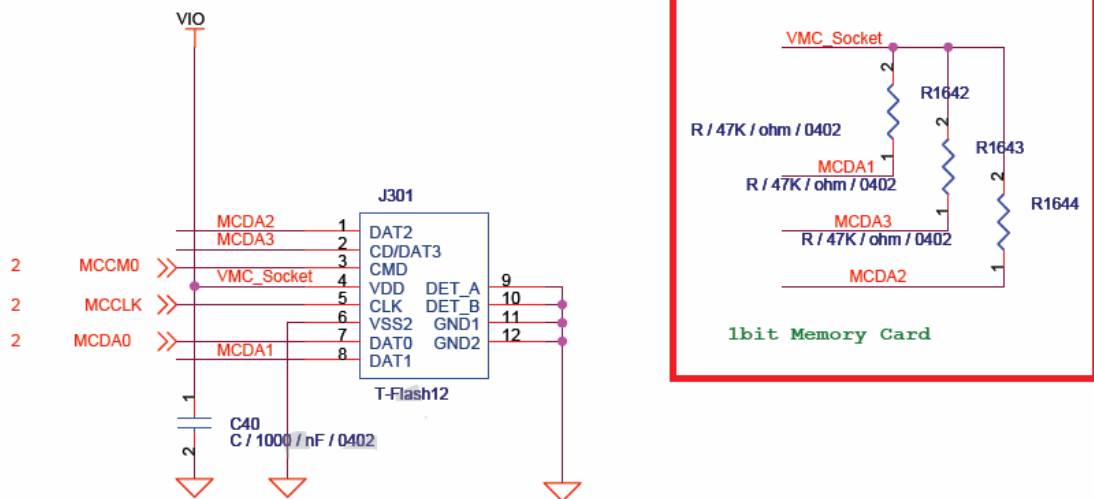 VIO
J301
MCDA2 1 DAT2
MCDA3 2 CD/DAT3
2 MCCM0 3 CMD
VMC_Socket 4 VDD DET_A 9
2 MCCLK 5 CLK DET_B 10
6 VSS2 GND1 11
2 MCDA0 7 DAT0 GND2 12
MCDA1 8 DAT1
T-Flash12
1
C40
C / 1000 / nF / 0402
2
VMC_Socket
2
R1642
R / 47K / ohm / 0402
2
1
R1643
MCDA1
R / 47K / ohm / 0402
2
1
R1644
MCDA3
R / 47K / ohm / 0402
1
MCDA2
1bit Memory Card